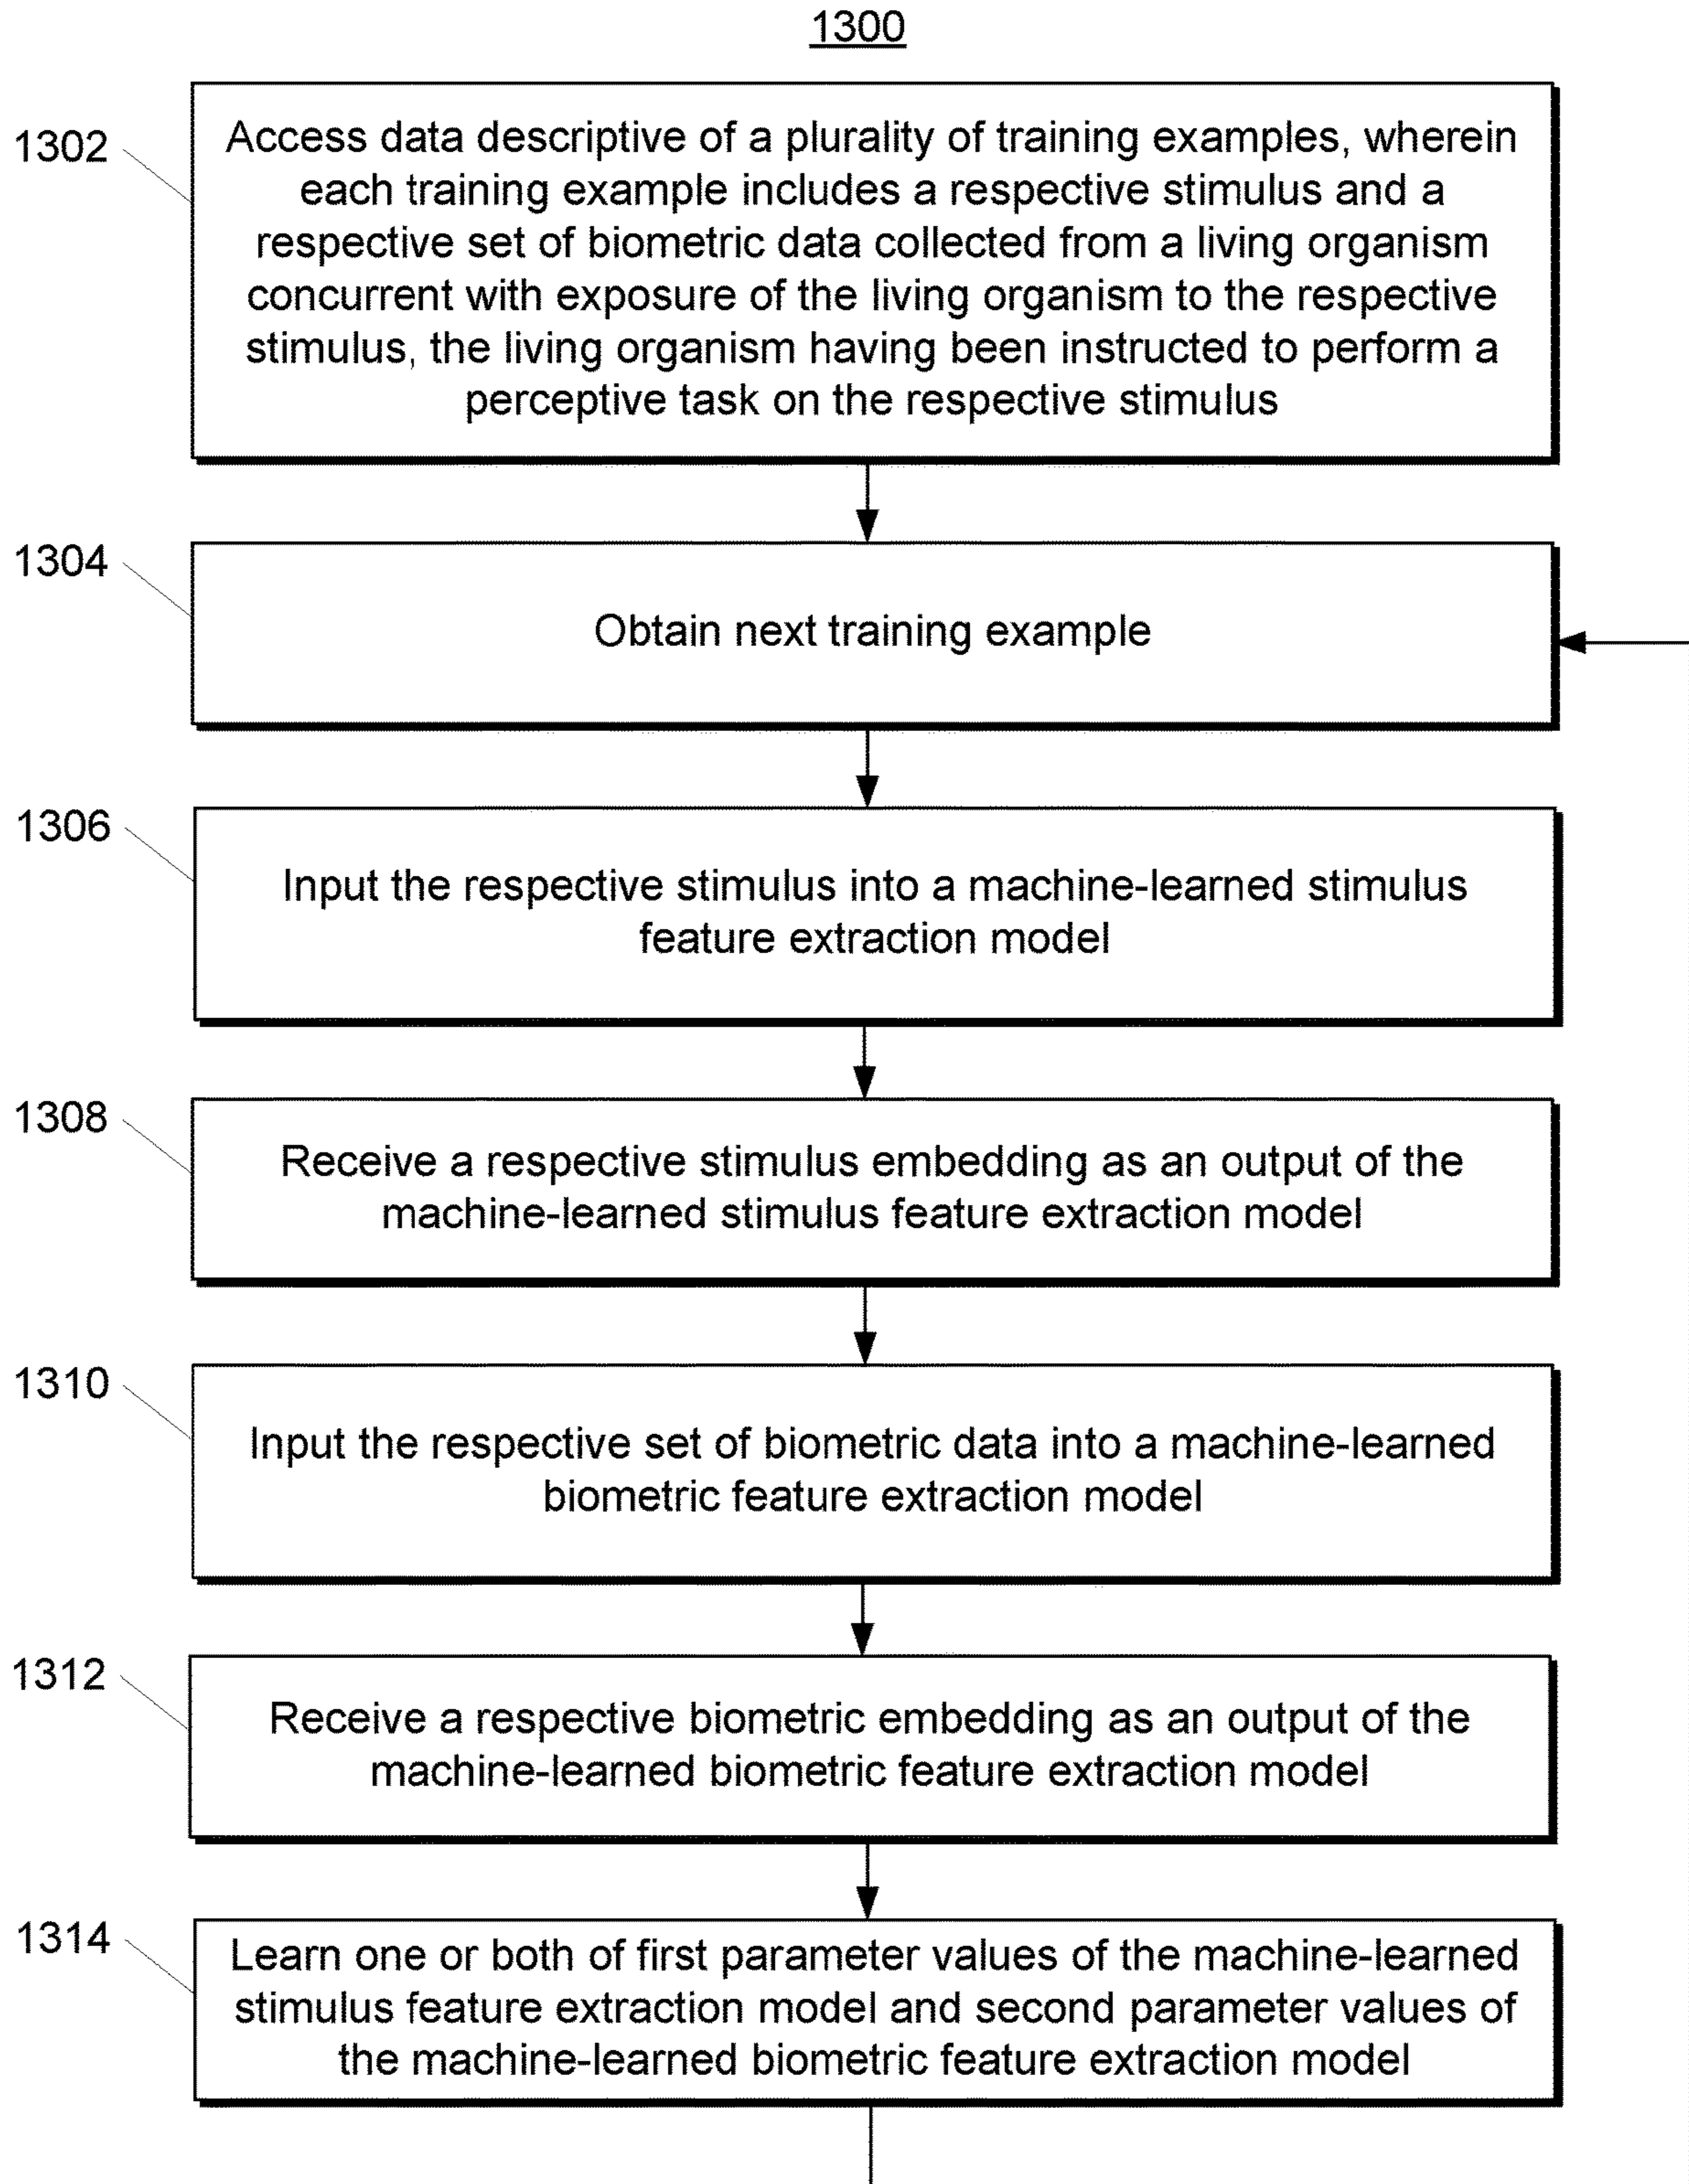 1300
1302
Access data descriptive of a plurality of training examples, wherein
each training example includes a respective stimulus and a
respective set of biometric data collected from a living organism
concurrent with exposure of the living organism to the respective
stimulus, the living organism having been instructed to perform a
perceptive task on the respective stimulus
1304
Obtain next training example
1306
Input the respective stimulus into a machine-learned stimulus
feature extraction model
1308
Receive a respective stimulus embedding as an output of the
machine-learned stimulus feature extraction model
1310
Input the respective set of biometric data into a machine-learned
biometric feature extraction model
1312
Receive a respective biometric embedding as an output of the
machine-learned biometric feature extraction model
1314
Learn one or both of first parameter values of the machine-learned
stimulus feature extraction model and second parameter values of
the machine-learned biometric feature extraction model